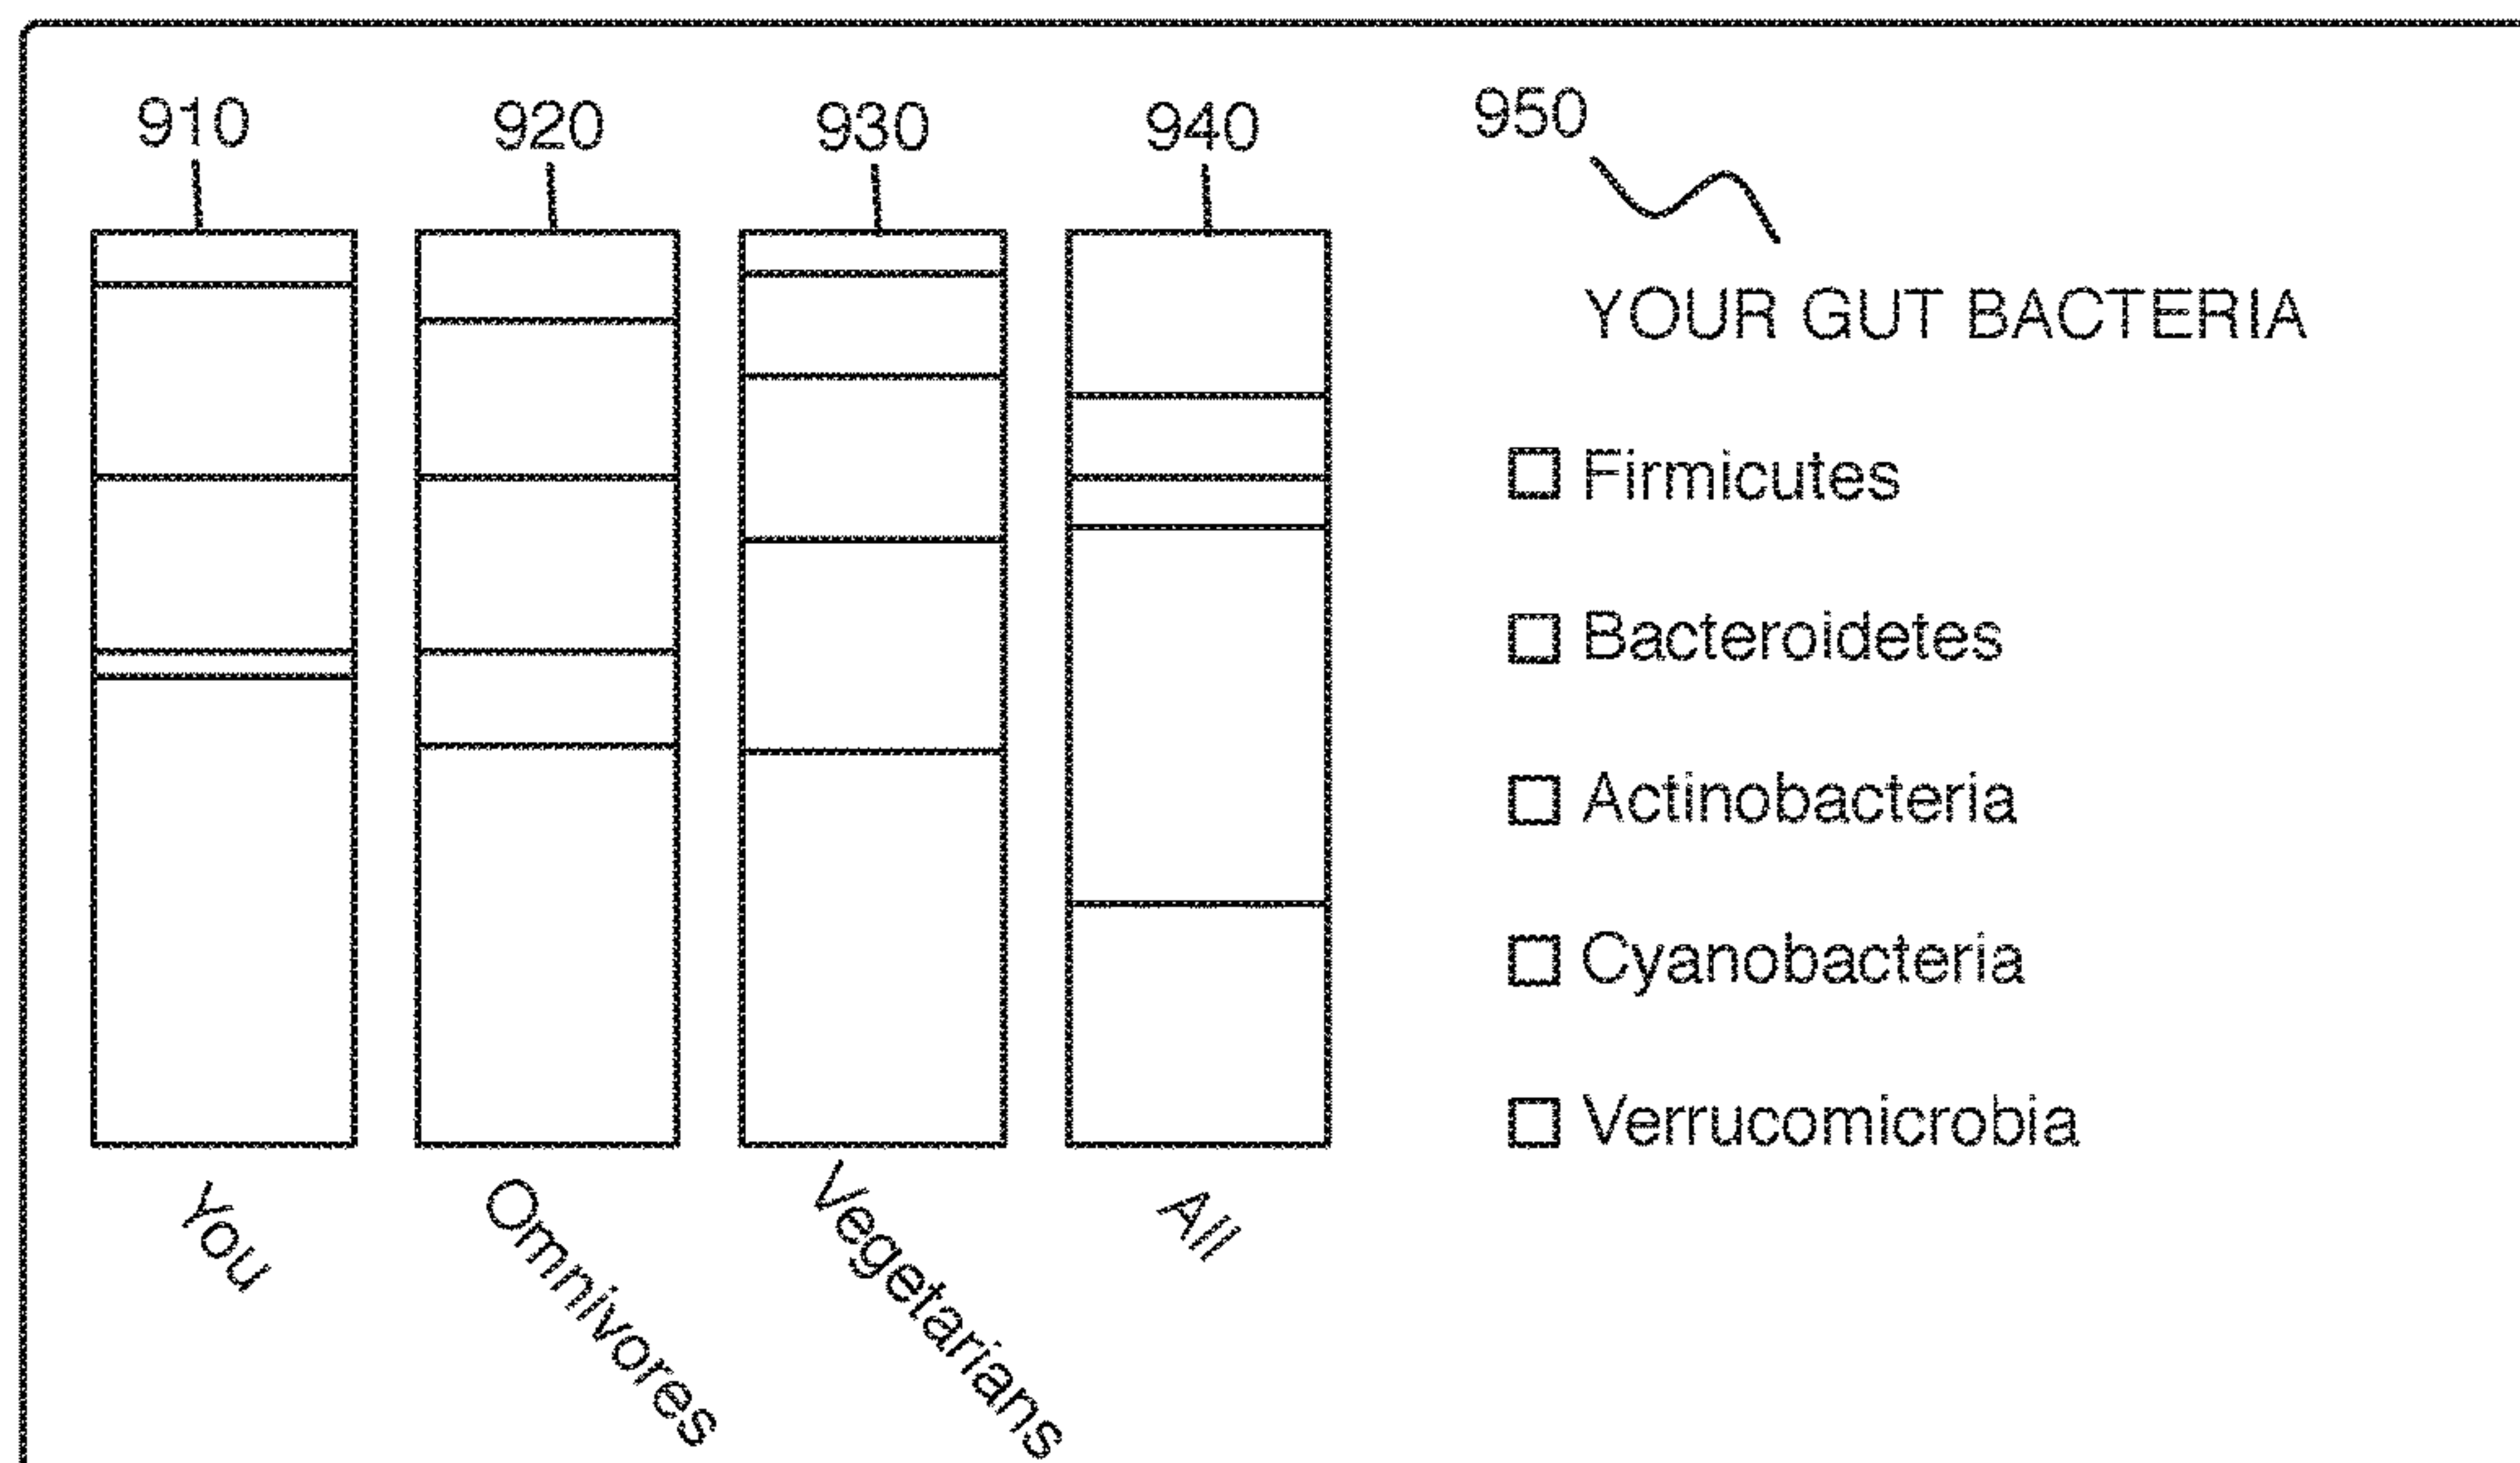 910
920
930
940
950
YOUR GUT BACTERIA
Firmicutes
Bacteroidetes
Actinobacteria
Cyanobacteria
Verrucomicrobia
You
Omnivores
Vegetarians
All